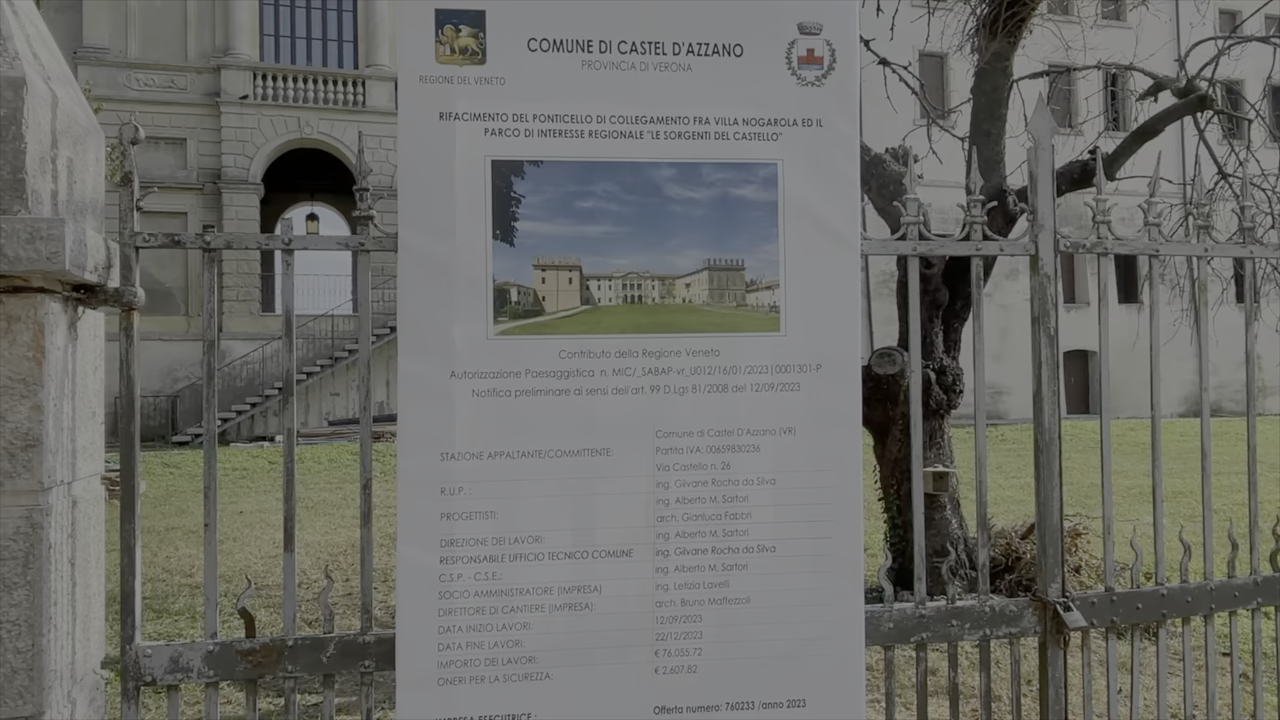 REGIONE DEL VENETO
COMUNE DI CASTEL D'AZZANO
PROVINCIA DI VERONA
RIFACIMENTO DEL PONTICELLO DI COLLEGAMENTO FRA VILLA NOGAROLA ED IL
PARCO DI INTERESSE REGIONALE "LE SORGENTI DEL CASTELLO"
Contributo della Regione Veneto
Autorizzazione Paesaggistica n. MIC/_SABAP-vr_U012/16/01/2023|0001301-P
Notifica preliminare ai sensi dell'art. 99 D.Lgs 81/2008 del 12/09/2023
STAZIONE APPALTANTE/COMMITTENTE:
Comune di Castel D'Azzano (VR)
Partita IVA: 00659830236
Via Castello n. 26
R.U.P. :
ing. Gilvane Rocha da Silva
PROGETTISTI:
ing. Alberto M. Sartori
arch. Gianluca Fabbri
DIREZIONE DEI LAVORI:
ing. Alberto M. Sartori
RESPONSABILE UFFICIO TECNICO COMUNE
ing. Gilvane Rocha da Silva
C.S.P. - C.S.E.:
ing. Alberto M. Sartori
SOCIO AMMINISTRATORE (IMPRESA)
ing. Letizia Lavelli
DIRETTORE DI CANTIERE (IMPRESA):
arch. Bruno Maffezzoli
DATA INIZIO LAVORI:
12/09/2023
DATA FINE LAVORI:
22/12/2023
IMPORTO DEI LAVORI:
€ 76.055.72
ONERI PER LA SICUREZZA:
€ 2.607.82
IMPRESA ESECUTRICE :
Offerta numero: 760233 /anno 2023